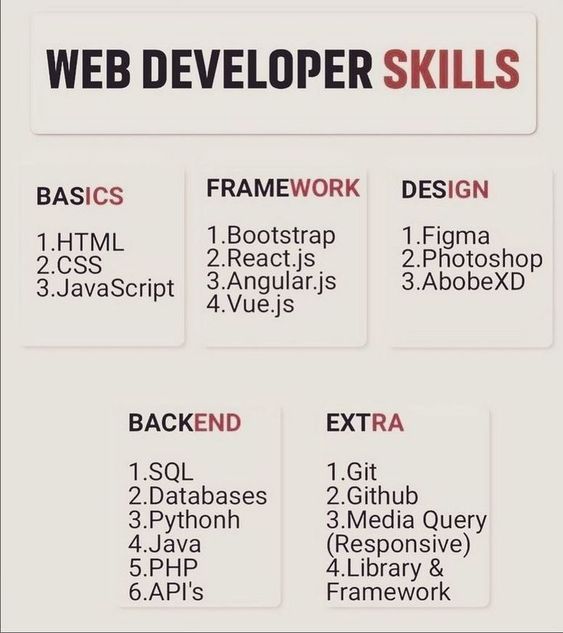 WEB DEVELOPER SKILLS
BASICS
1.HTML
2.CSS
3.JavaScript
FRAMEWORK
1.Bootstrap
2.React.js
3.Angular.js
4.Vue.js
DESIGN
1.Figma
2.Photoshop
3.AbobeXD
BACKEND
1.SQL
2.Databases
3.Pythonh
4.Java
5.PHP
6.API's
EXTRA
1.Git
2.Github
3.Media Query
(Responsive)
4.Library &
Framework